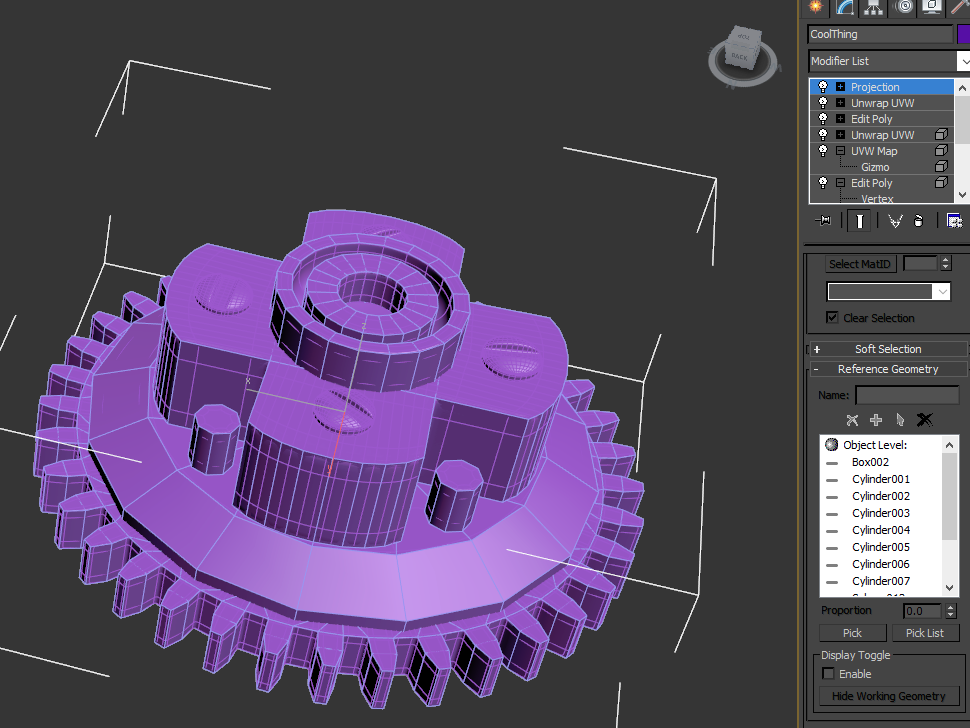 TOP
BACK
x
z
y
CoolThing
Modifier List
Projection
Unwrap UVW
Edit Poly
Unwrap UVW
UVW Map
Gizmo
Edit Poly
Vertex
Select MatID
Clear Selection
+ Soft Selection
- Reference Geometry
Name:
Object Level:
Box002
Cylinder001
Cylinder002
Cylinder003
Cylinder004
Cylinder005
Cylinder006
Cylinder007
Proportion 0.0
Pick Pick List
Display Toggle
Enable
Hide Working Geometry